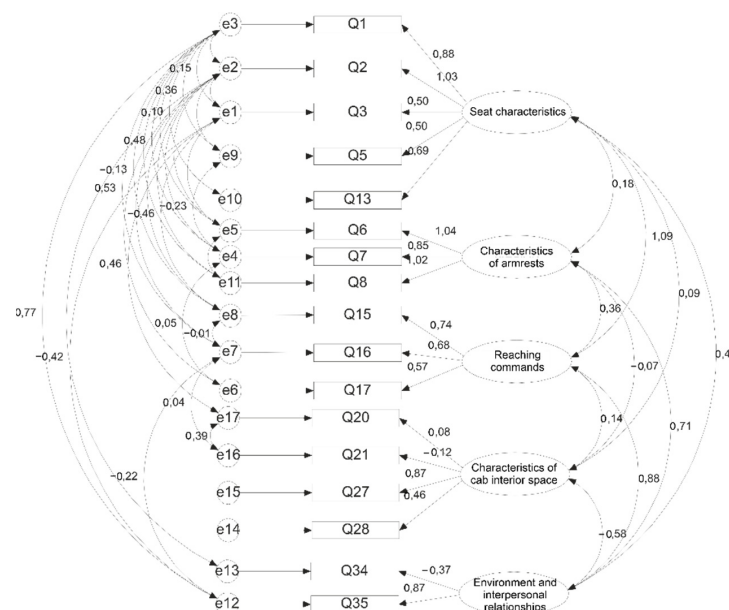 e3 Q1
0,88
0,15
e2 Q2 1,03
0,36
e1 Q3 0,50 Seat characteristics
0,10
0,50
0,48
e9 Q5 0,69
−0,13
0,53
0,18
e10 Q13
−0,46
−0,23
e5 Q6 1,04
1,09
e4 Q7 0,85 Characteristics
of armrests
0,46
1,02
e11 Q8
0,09
0,77
e8 Q15 0,36
0,05
−0,01
0,74
e7 Q16 0,68 Reaching
commands
−0,42
0,4
−0,07
0,57
e6 Q17
0,04
e17 Q20 0,08 0,14
0,71
0,39
e16 Q21 −0,12 Characteristics of
cab interior space
−0,22
0,87
0,88
e15 Q27 0,46
e14 Q28
−0,58
e13 Q34 −0,37
e12 Q35 0,87 Environment and
interpersonal
relationships